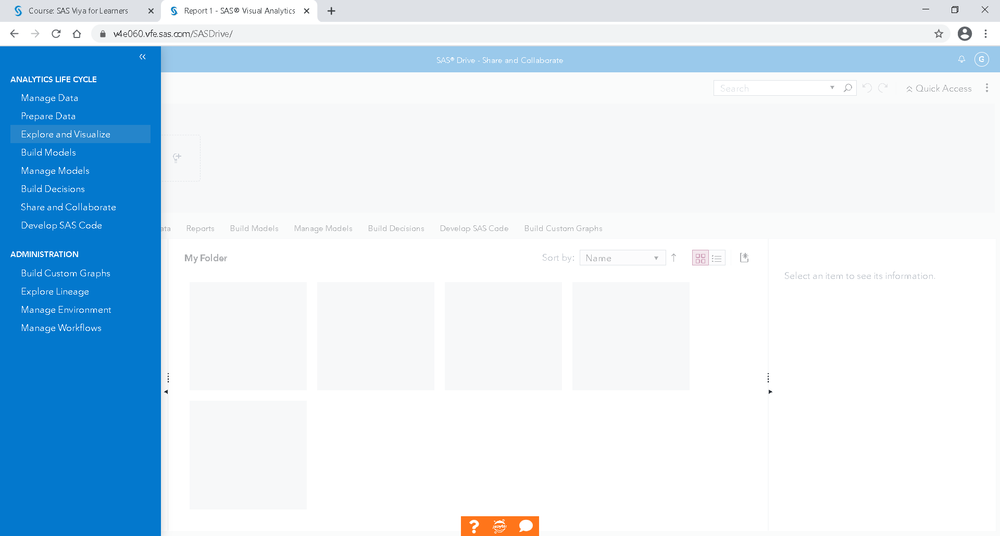 Course: SAS Viya for Learners
Report 1 - SAS® Visual Analytics
v4e060.vfe.sas.com/SASDrive/
SAS® Drive - Share and Collaborate
G
ANALYTICS LIFE CYCLE
Manage Data
Prepare Data
Explore and Visualize
Build Models
Manage Models
Build Decisions
Share and Collaborate
Develop SAS Code
ADMINISTRATION
Build Custom Graphs
Explore Lineage
Manage Environment
Manage Workflows
Search
Quick Access
ata Reports Build Models Manage Models Build Decisions Develop SAS Code Build Custom Graphs
My Folder
Sort by: Name
Select an item to see its information.
? jupyter